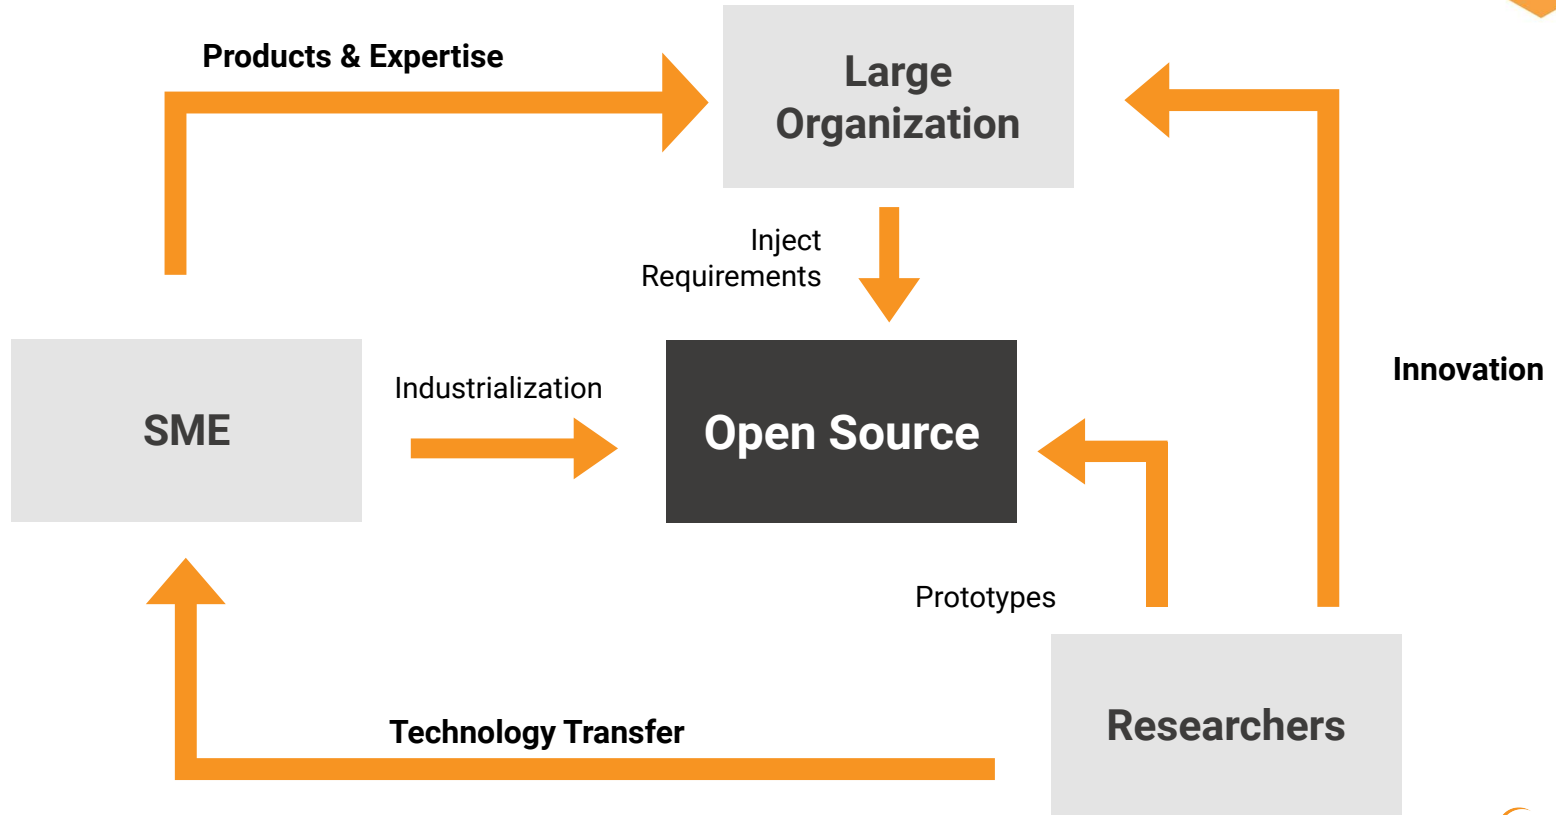 Products & Expertise
Large
Organization
Inject
Requirements
Innovation
Industrialization
SME
Open Source
Prototypes
Researchers
Technology Transfer